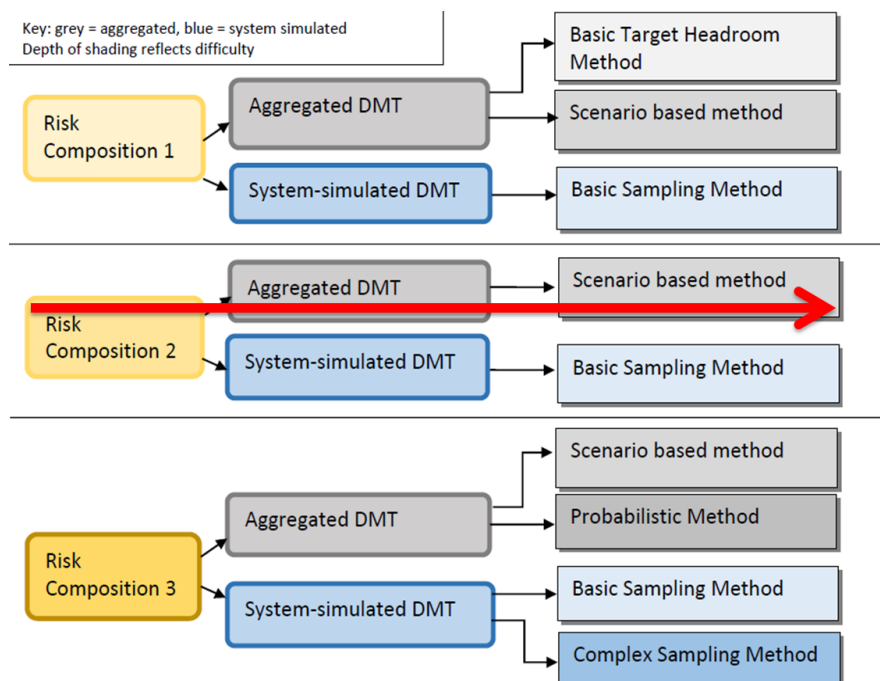 Key: grey = aggregated, blue = system simulated
Depth of shading reflects difficulty
Basic Target Headroom
Method
Aggregated DMT
Scenario based method
Risk
Composition 1
System-simulated DMT
Basic Sampling Method
Aggregated DMT
Scenario based method
Risk
Composition 2
System-simulated DMT
Basic Sampling Method
Scenario based method
Aggregated DMT
Probabilistic Method
Risk
Composition 3
System-simulated DMT
Basic Sampling Method
Complex Sampling Method